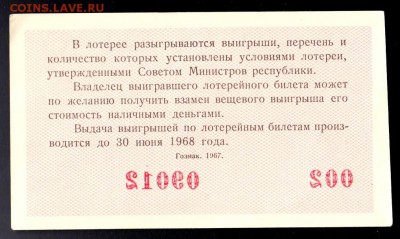 COINS.LAVE.RU
В лотерее разыгрываются выигрыши, перечень и
количество которых установлены условиями лотереи,
утвержденными Советом Министров республики.
Владелец выигравшего лотерейного билета может
по желанию получить взамен вещевого выигрыша его
стоимость наличными деньгами.
Выдача выигрышей по лотерейным билетам произ-
водится до 30 июня 1968 года.
Гознак. 1967.
09012 002